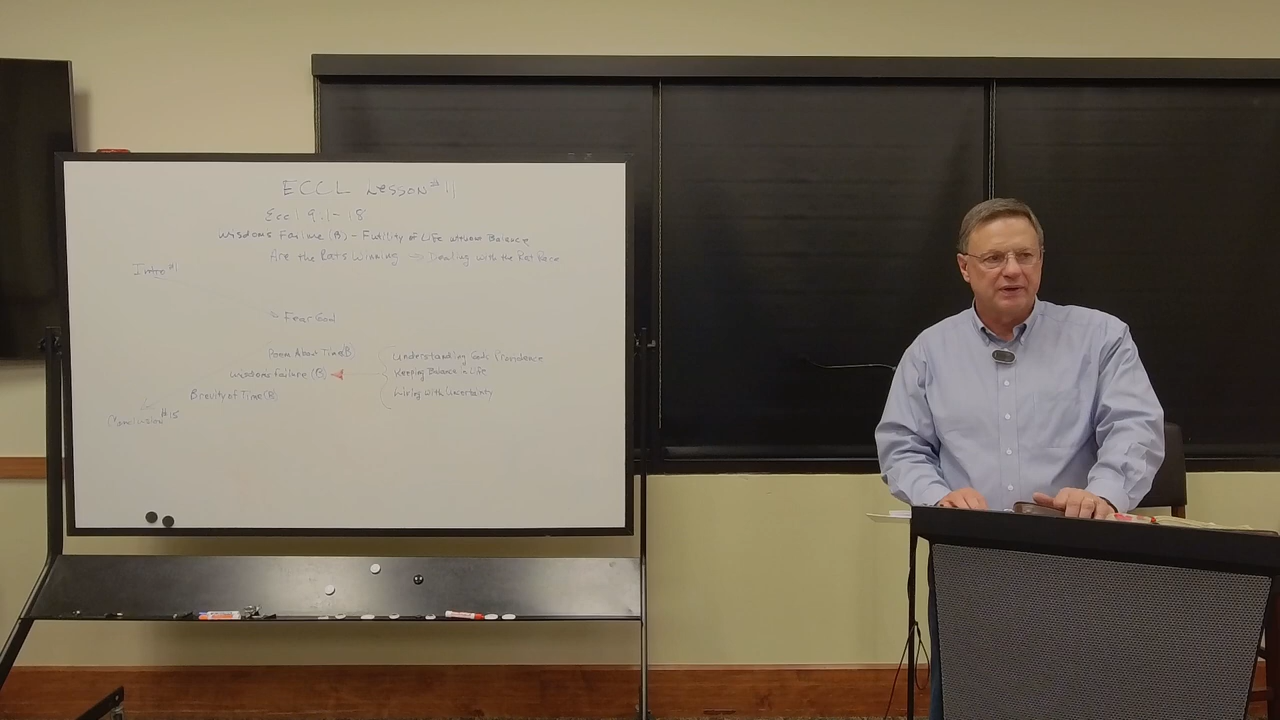 ECCL Lesson #11
Eccl 9:1-18
Wisdoms Failure (B) - Futility of Life without Balance
Are the Rats Winning → Dealing with the Rat Race
Intro #1
Fear God
Poem About Time (B)
Understanding Gods Providence
Wisdoms Failure (B)
Keeping Balance in Life
Brevity of Time (B)
Living with Uncertainty
Conclusion #15